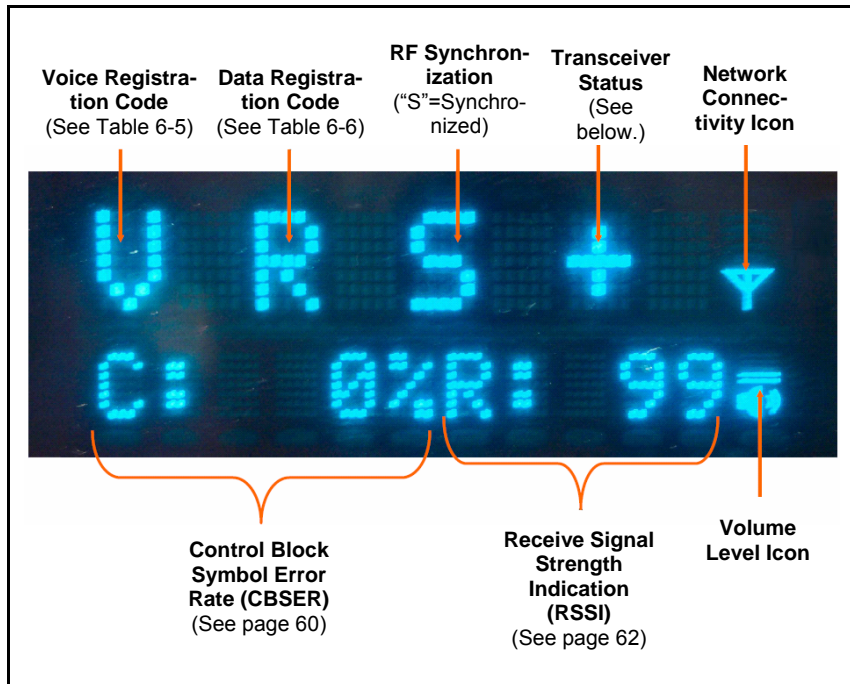 Voice Registra-
tion Code
(See Table 6-5)
Data Registra-
tion Code
(See Table 6-6)
RF Synchron-
ization
("S"=Synchro-
nized)
Transceiver
Status
(See
below.)
Network
Connec-
tivity Icon
V R S +
C: 0%R: 99
Control Block
Symbol Error
Rate (CBSER)
(See page 60)
Receive Signal
Strength
Indication
(RSSI)
(See page 62)
Volume
Level Icon